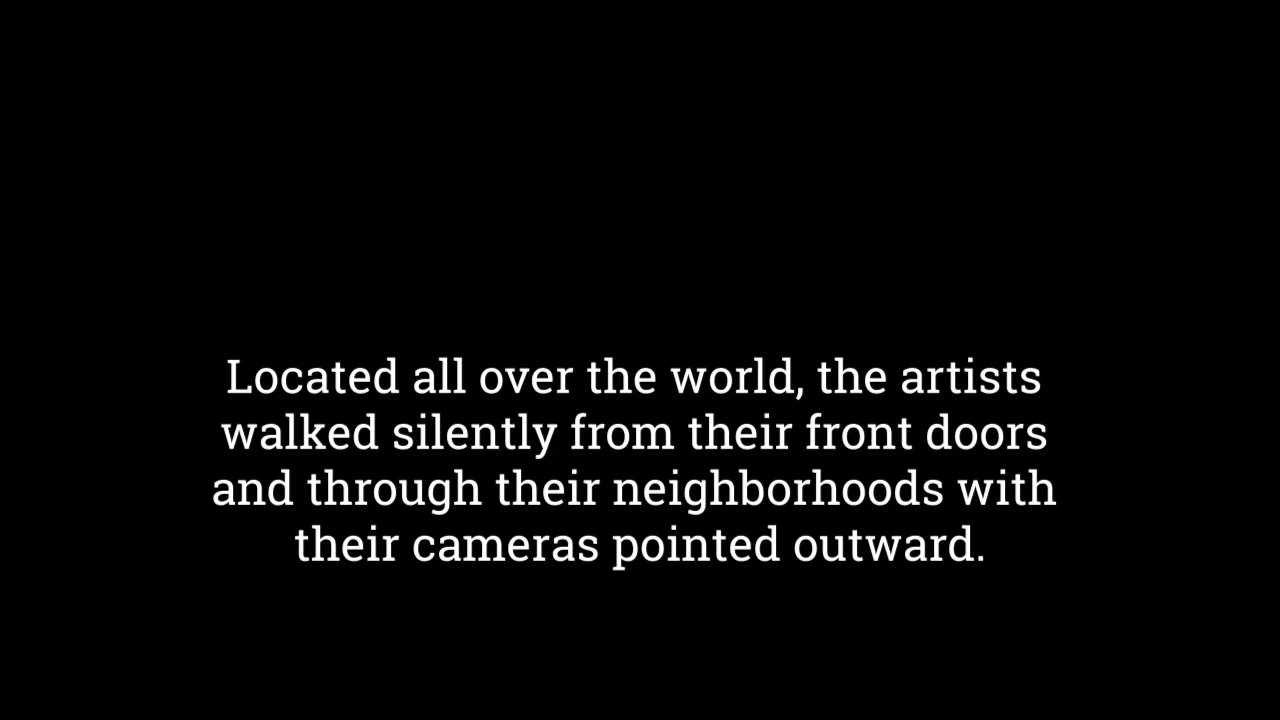 Located all over the world, the artists
walked silently from their front doors
and through their neighborhoods with
their cameras pointed outward.